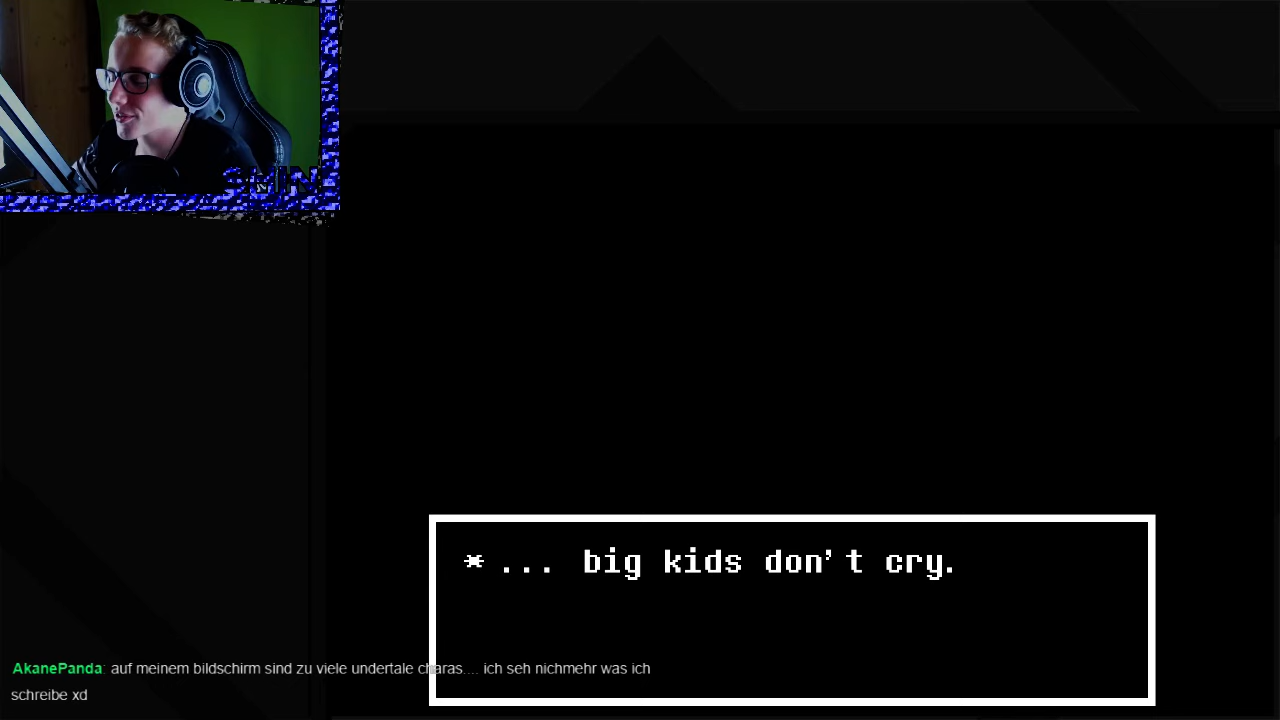 * ... big kids don't cry.
AkanePanda: auf meinem bildschirm sind zu viele undertale charas.... ich seh nichmehr was ich
schreibe xd